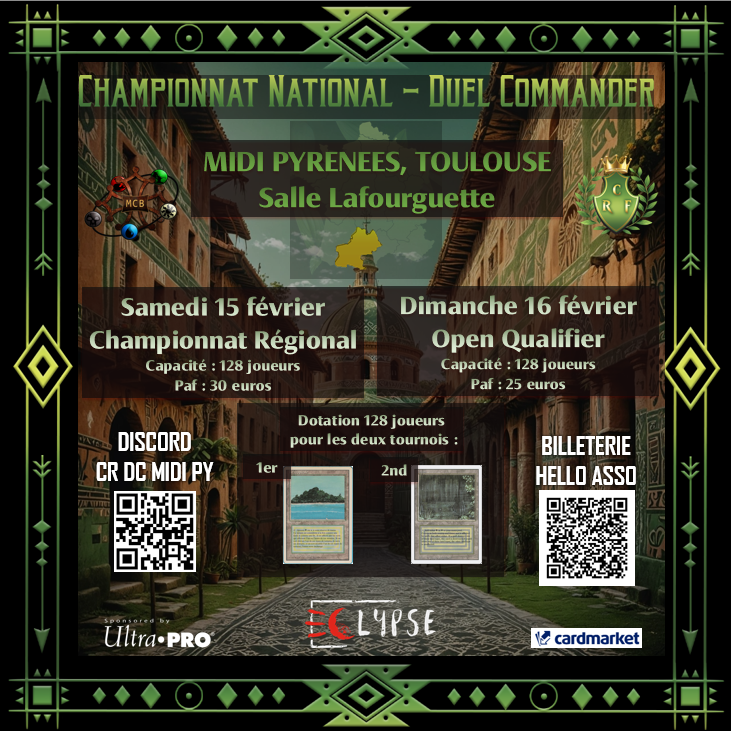 CHAMPIONNAT NATIONAL – DUEL COMMANDER
MIDI PYRENEES, TOULOUSE
Salle Lafourguette
MCB
C
R F
Samedi 15 février
Championnat Régional
Capacité : 128 joueurs
Paf : 30 euros
Dimanche 16 février
Open Qualifier
Capacité : 128 joueurs
Paf : 25 euros
Dotation 128 joueurs
pour les deux tournois :
1er
2nd
DISCORD
CR DC MIDI PY
BILLETERIE
HELLO ASSO
Sponsored by
Ultra•PRO®
ECLYPSE
cardmarket